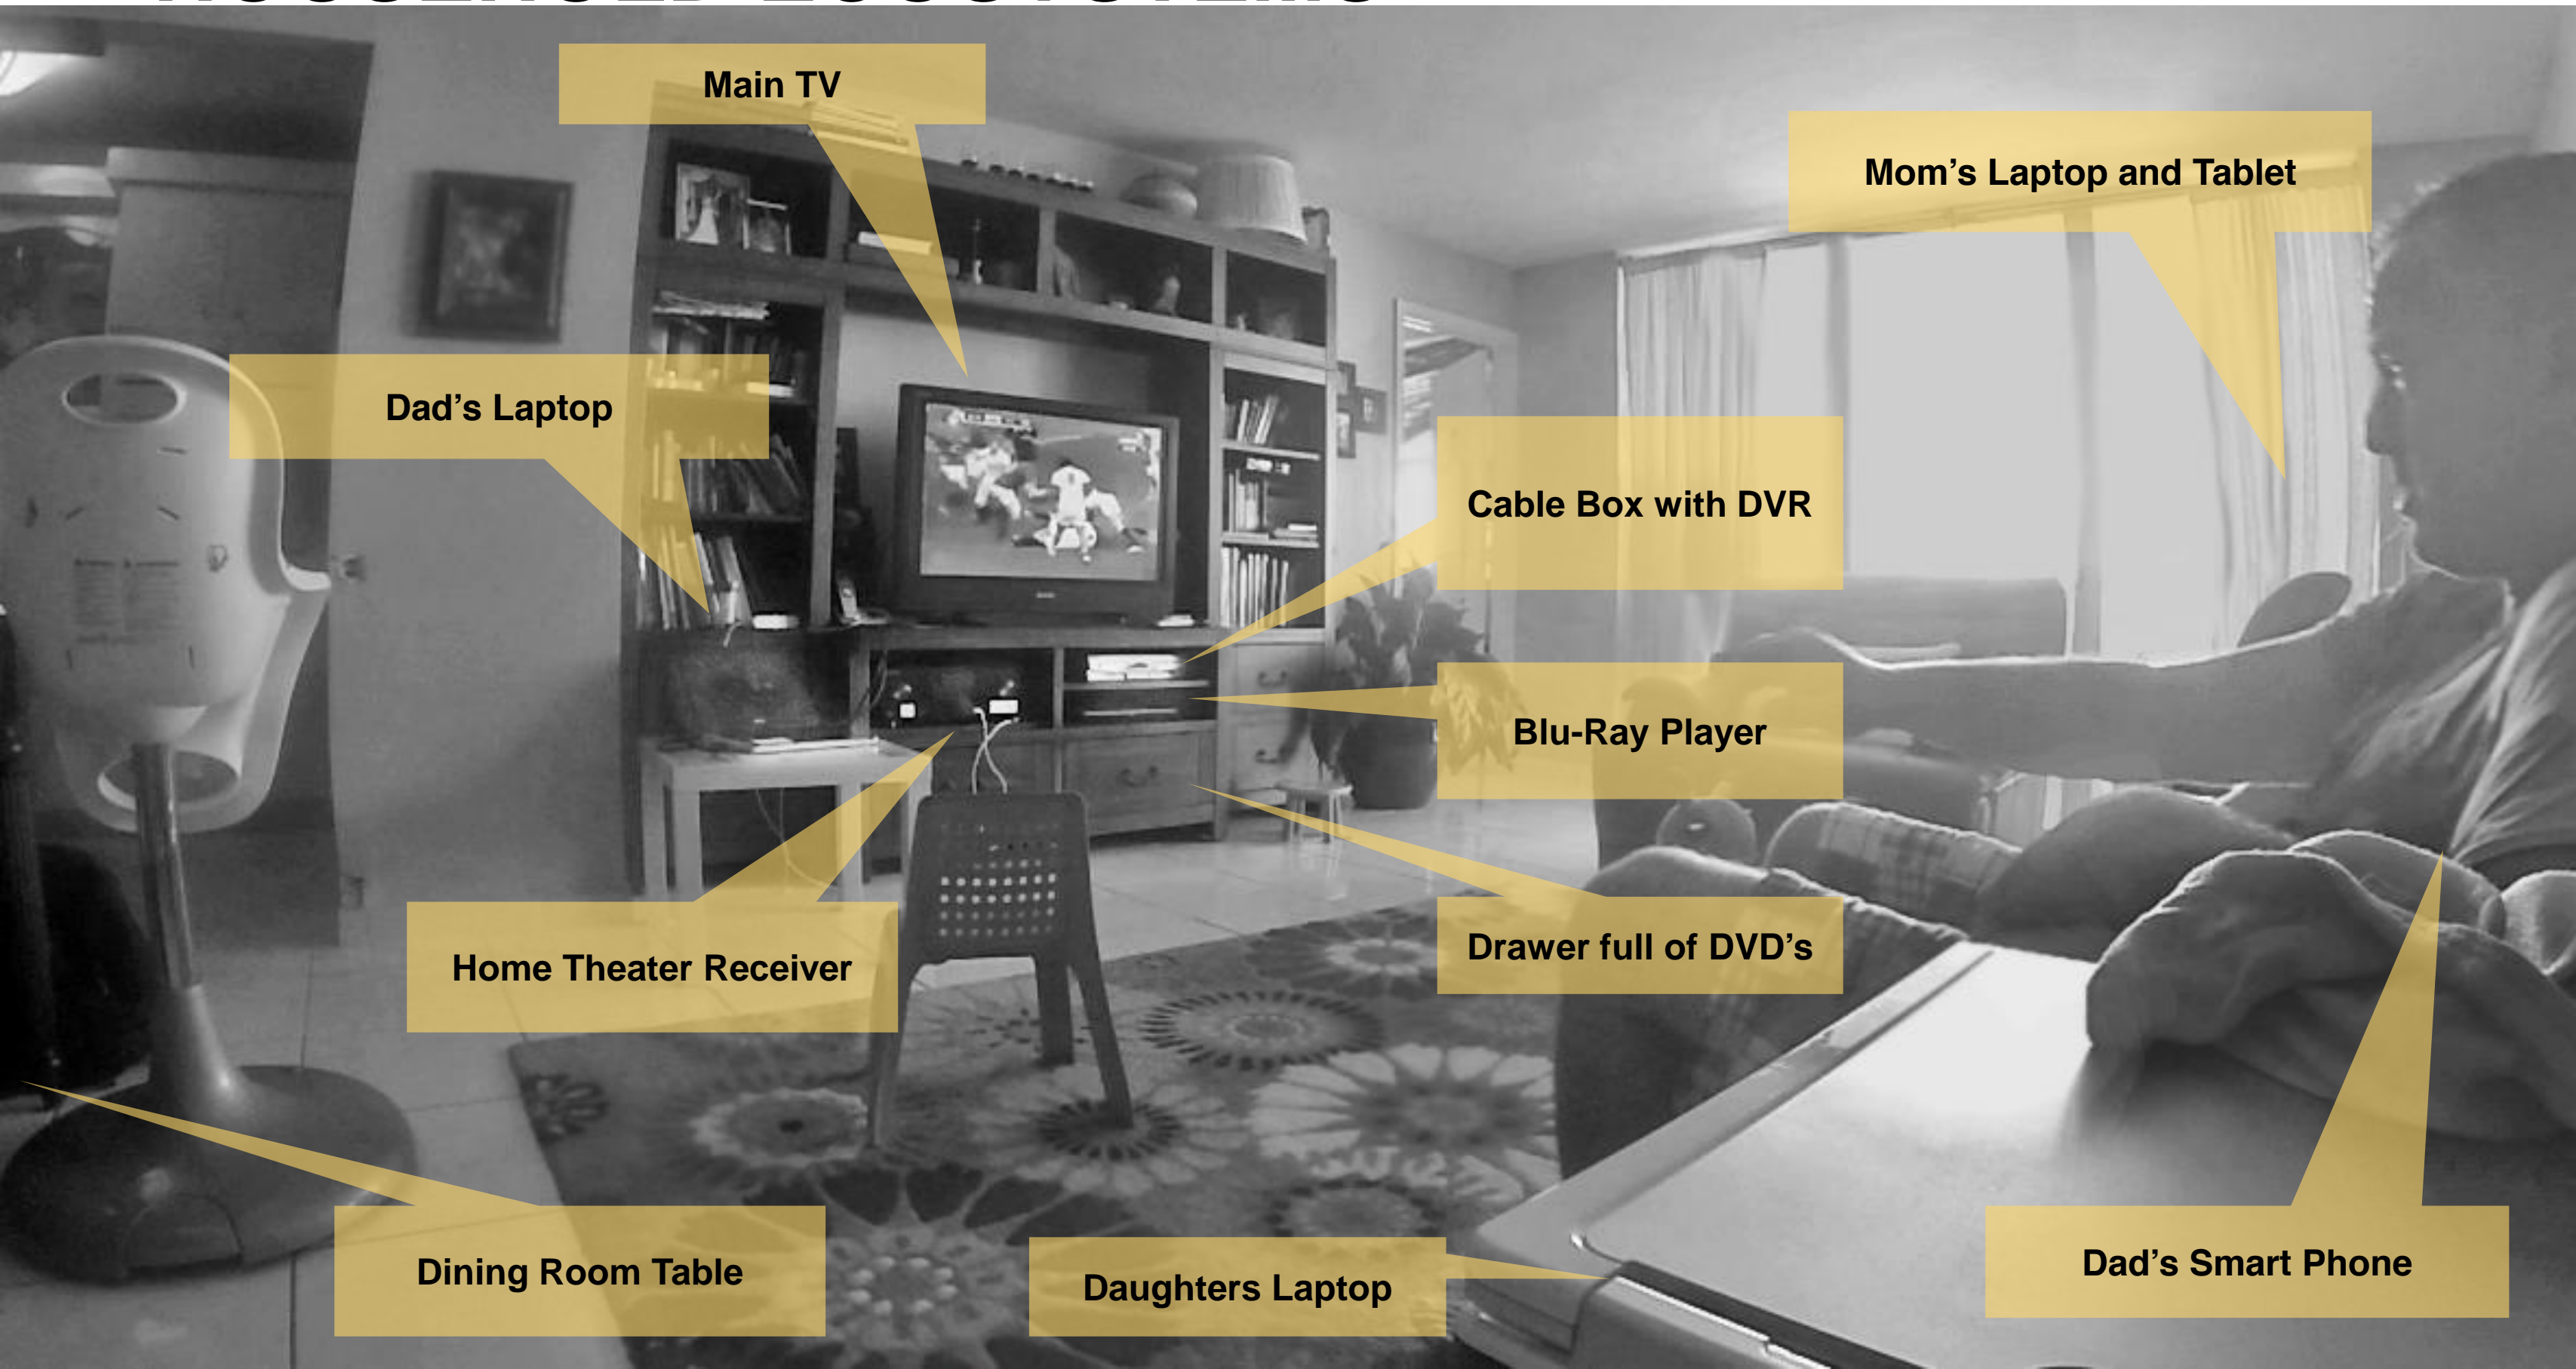 Main TV
Mom's Laptop and Tablet
Dad's Laptop
Cable Box with DVR
Blu-Ray Player
Drawer full of DVD's
Home Theater Receiver
Dining Room Table
Daughters Laptop
Dad's Smart Phone